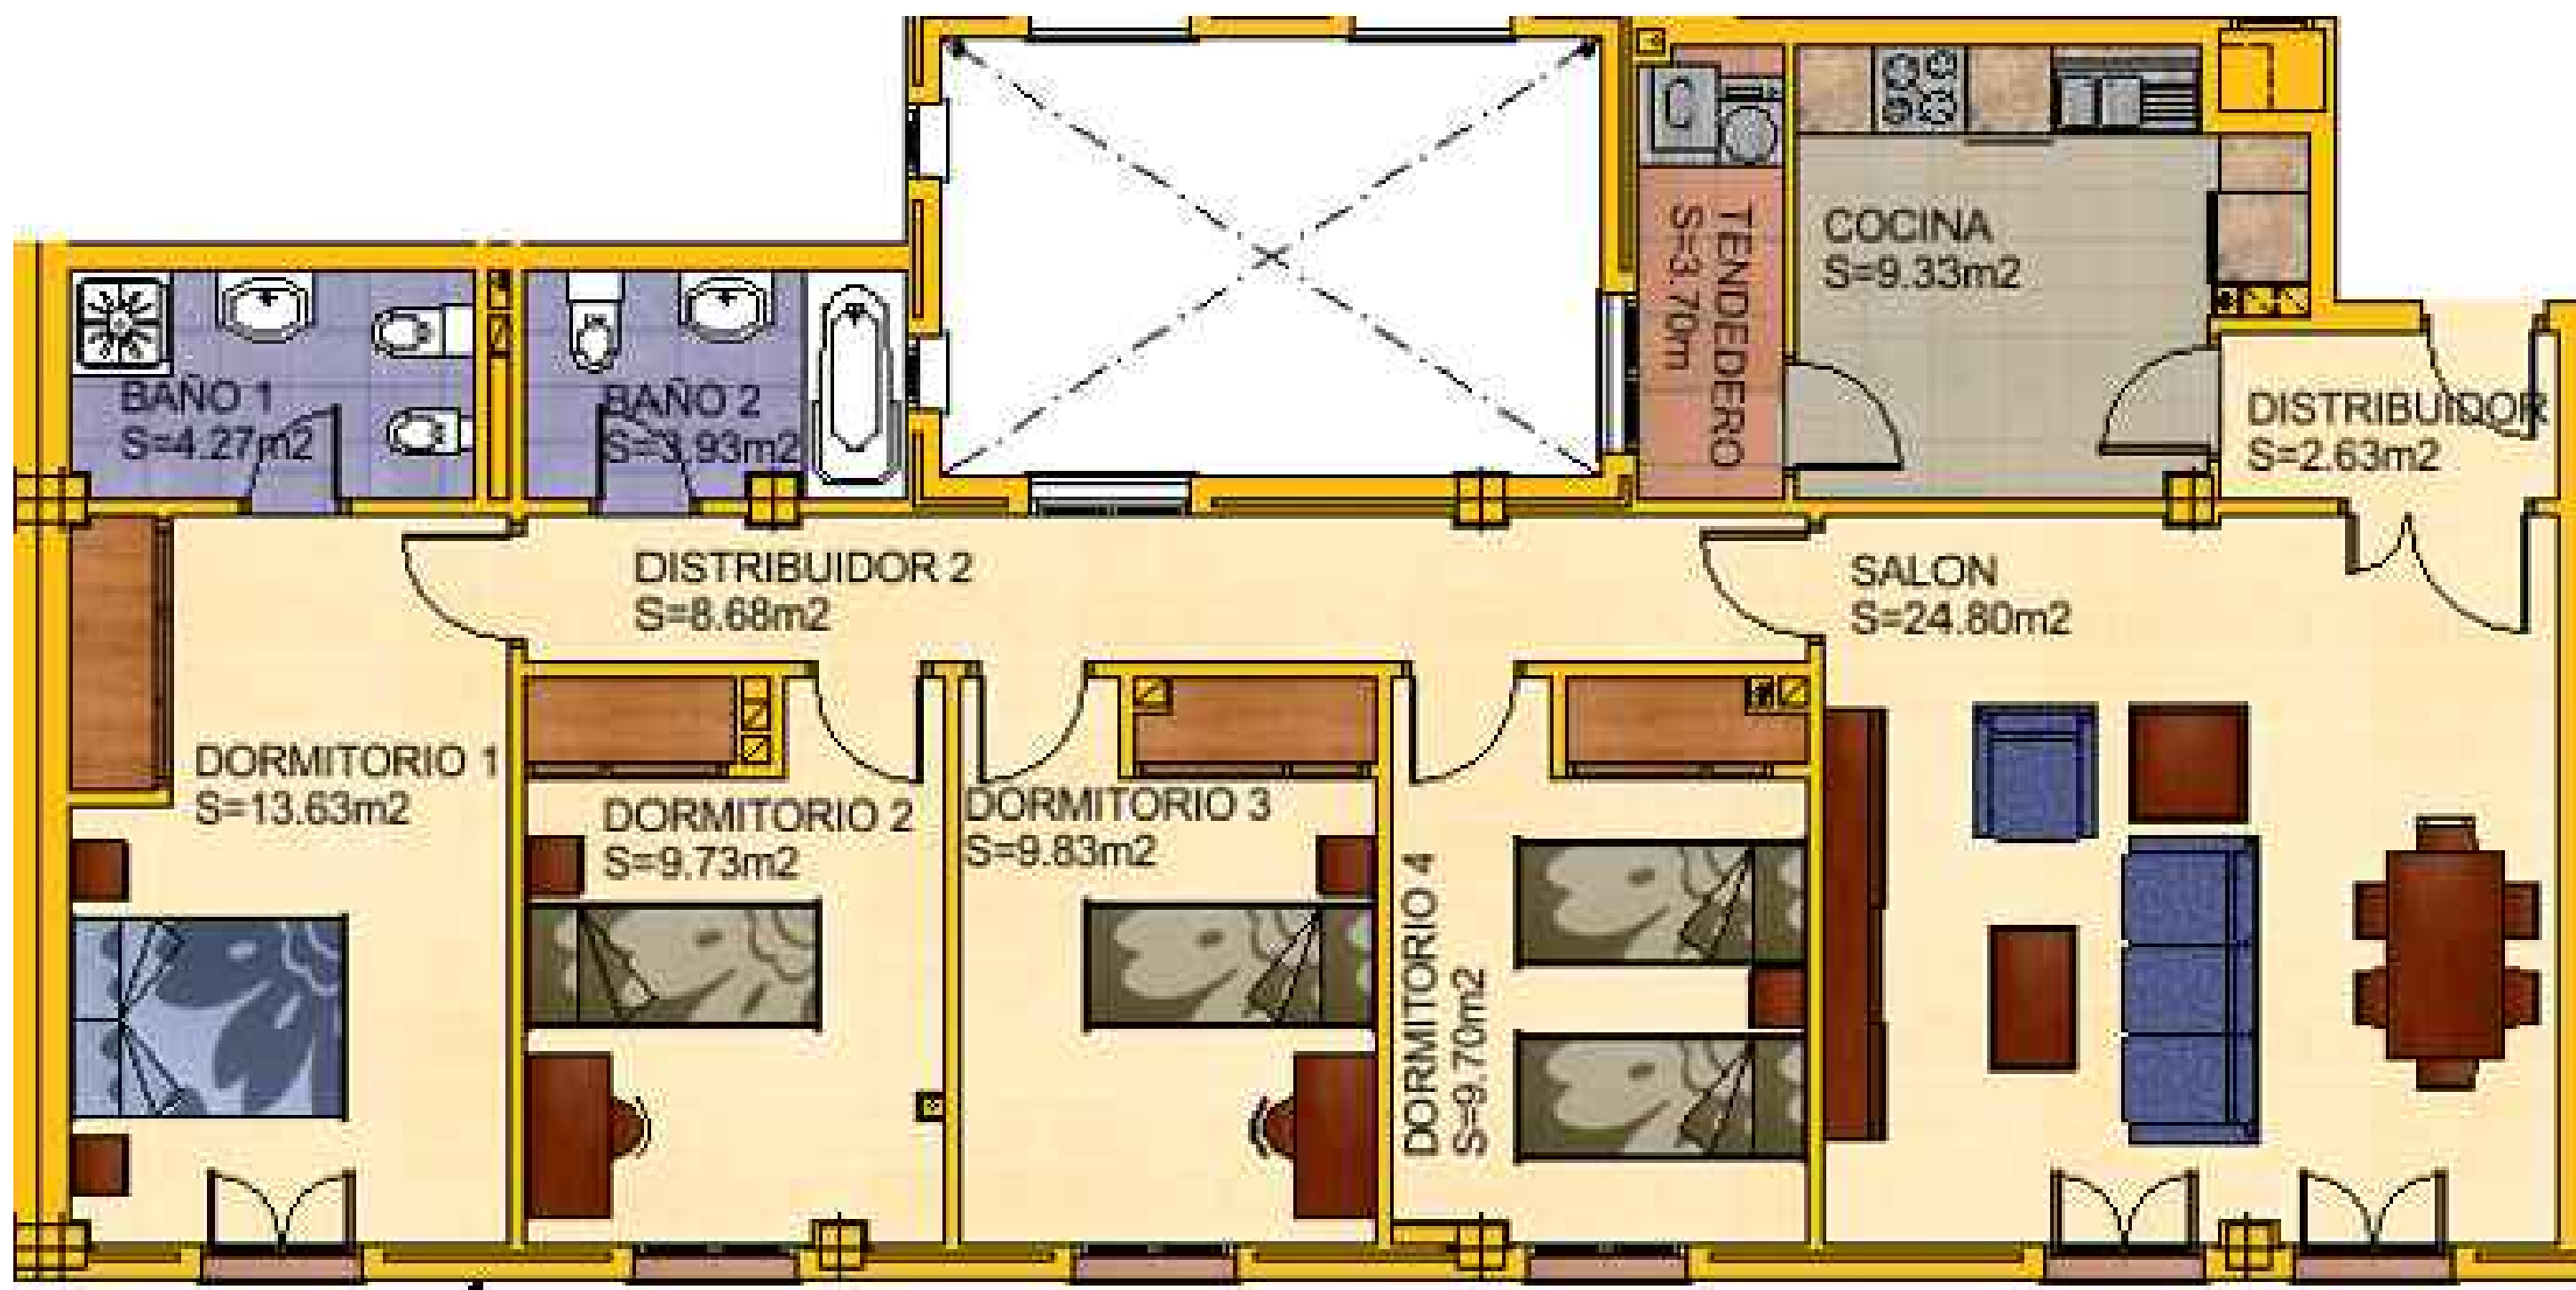 BAÑO 1
S=4.27m2
BAÑO 2
S=3.93m2
TENDEDERO
S=3.70m
COCINA
S=9.33m2
DISTRIBUIDOR
S=2.63m2
DISTRIBUIDOR 2
S=8.68m2
SALON
S=24.80m2
DORMITORIO 1
S=13.63m2
DORMITORIO 2
S=9.73m2
DORMITORIO 3
S=9.83m2
DORMITORIO 4
S=9.70m2